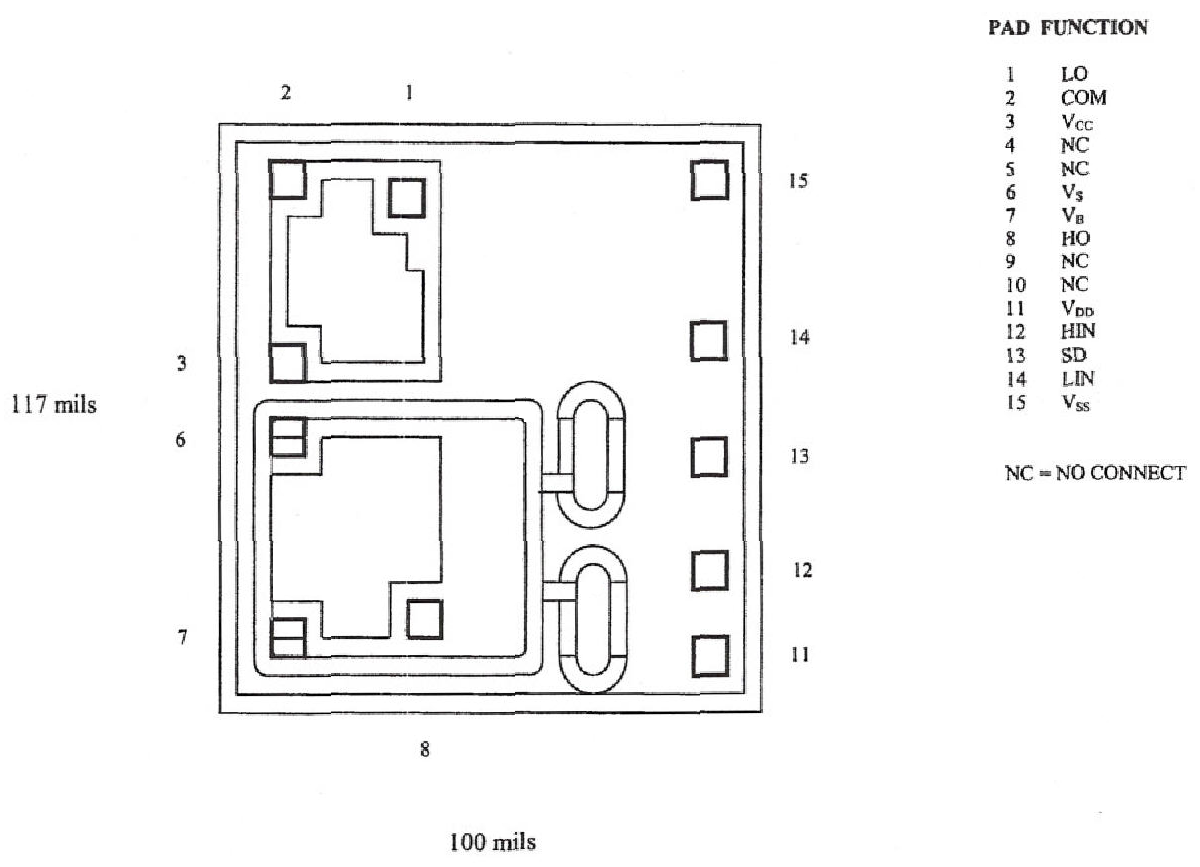 PAD FUNCTION
1 LO
2 COM
3 VCC
4 NC
5 NC
6 VS
7 VB
8 HO
9 NC
10 NC
11 VDD
12 HIN
13 SD
14 LIN
15 VSS
NC = NO CONNECT
2 1
15
14
3
117 mils
6
13
12
7
11
8
100 mils